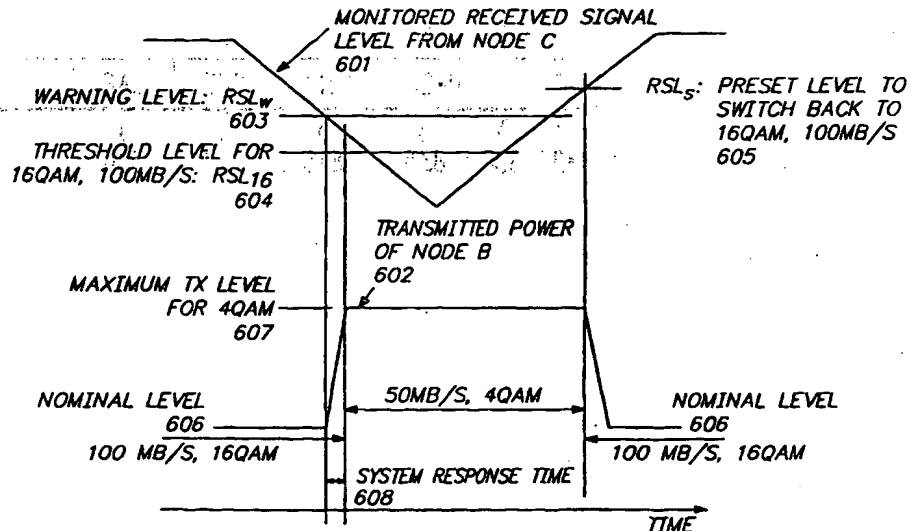 MONITORED RECEIVED SIGNAL
LEVEL FROM NODE C
601
WARNING LEVEL: RSLw
603
THRESHOLD LEVEL FOR
16QAM, 100MB/S: RSL16
604
RSLs: PRESET LEVEL TO
SWITCH BACK TO
16QAM, 100MB/S
605
TRANSMITTED POWER
OF NODE B
602
MAXIMUM TX LEVEL
FOR 4QAM
607
50MB/S, 4QAM
NOMINAL LEVEL
606
100 MB/S, 16QAM
NOMINAL LEVEL
606
100 MB/S, 16QAM
SYSTEM RESPONSE TIME
608
TIME